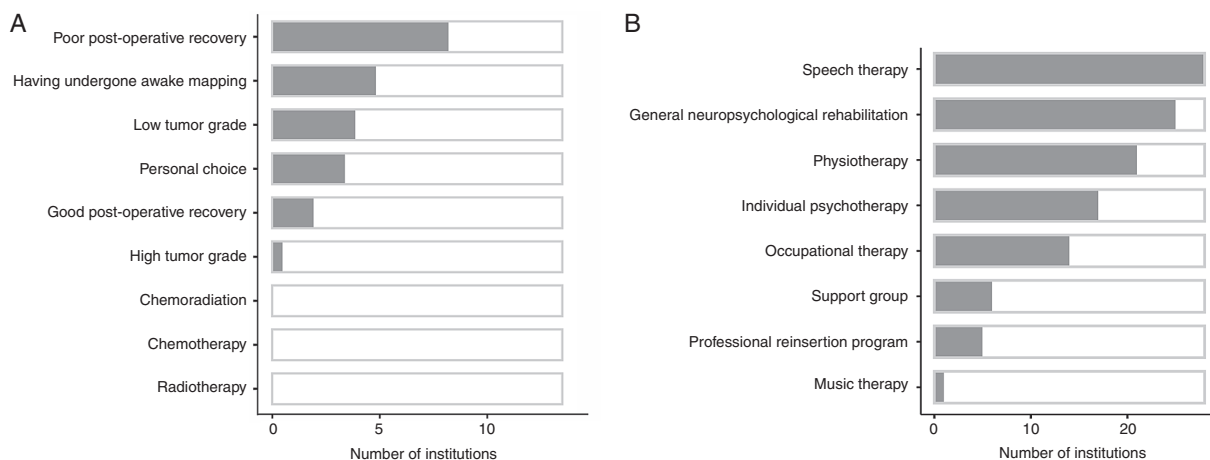 A
Poor post-operative recovery
Having undergone awake mapping
Low tumor grade
Personal choice
Good post-operative recovery
High tumor grade
Chemoradiation
Chemotherapy
Radiotherapy
0 5 10
Number of institutions
B
Speech therapy
General neuropsychological rehabilitation
Physiotherapy
Individual psychotherapy
Occupational therapy
Support group
Professional reinsertion program
Music therapy
0 10 20
Number of institutions